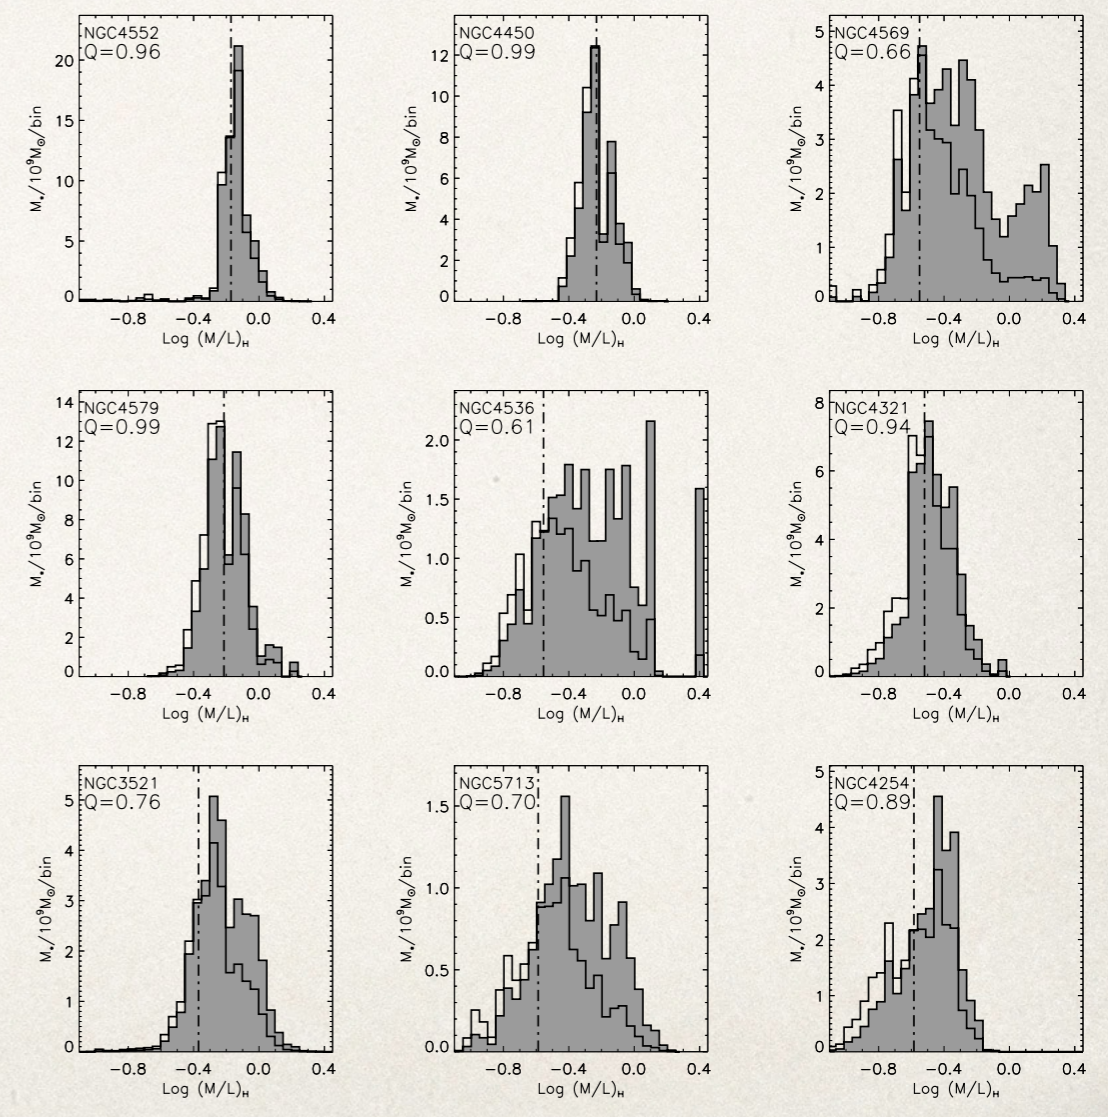 NGC4552
Q=0.96
20
15
10
5
0
M⋆/10⁹M☉/bin
−0.8 −0.4 0.0 0.4
Log (M/L)H
NGC4450
Q=0.99
12
10
8
6
4
2
0
M⋆/10⁹M☉/bin
−0.8 −0.4 0.0 0.4
Log (M/L)H
NGC4569
Q=0.66
5
4
3
2
1
0
M⋆/10⁹M☉/bin
−0.8 −0.4 0.0 0.4
Log (M/L)H
NGC4579
Q=0.99
14
12
10
8
6
4
2
0
M⋆/10⁹M☉/bin
−0.8 −0.4 0.0 0.4
Log (M/L)H
NGC4536
Q=0.61
2.0
1.5
1.0
0.5
0.0
M⋆/10⁹M☉/bin
−0.8 −0.4 0.0 0.4
Log (M/L)H
NGC4321
Q=0.94
8
6
4
2
0
M⋆/10⁹M☉/bin
−0.8 −0.4 0.0 0.4
Log (M/L)H
NGC3521
Q=0.76
5
4
3
2
1
0
M⋆/10⁹M☉/bin
−0.8 −0.4 0.0 0.4
Log (M/L)H
NGC5713
Q=0.70
1.5
1.0
0.5
0.0
M⋆/10⁹M☉/bin
−0.8 −0.4 0.0 0.4
Log (M/L)H
NGC4254
Q=0.89
5
4
3
2
1
0
M⋆/10⁹M☉/bin
−0.8 −0.4 0.0 0.4
Log (M/L)H